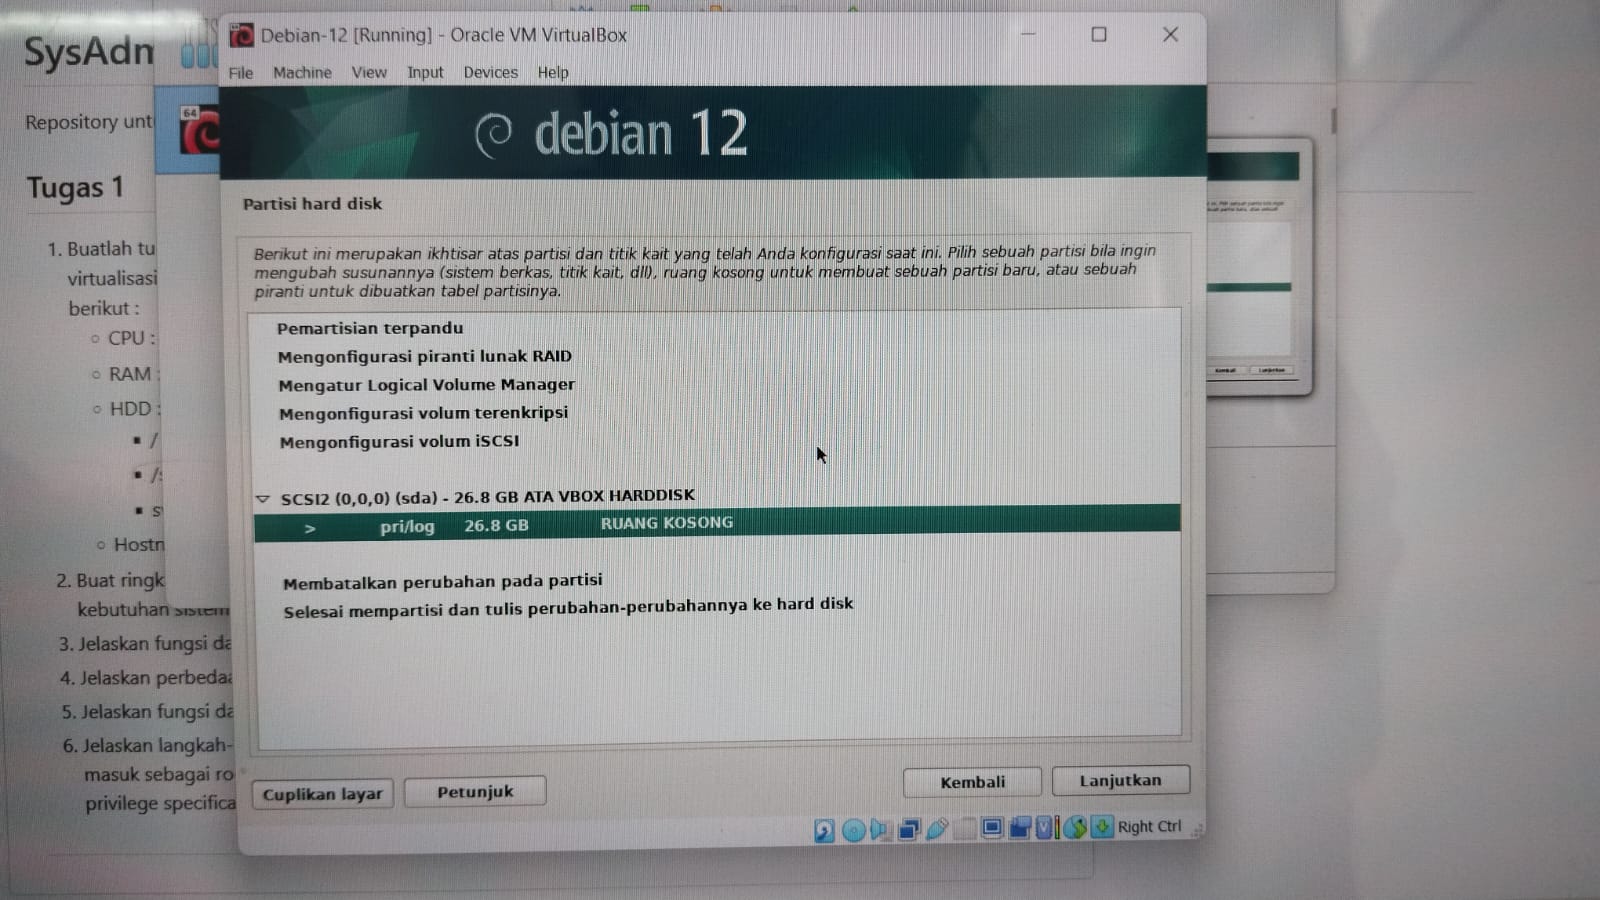 SysAdm
Repository unt
Tugas 1
1. Buatlah tu
virtualisasi
berikut :
CPU :
RAM :
HDD :
/
/s
s
Hostn
2. Buat ringk
kebutuhan sistem
3. Jelaskan fungsi da
4. Jelaskan perbedaa
5. Jelaskan fungsi da
6. Jelaskan langkah-
masuk sebagai ro
privilege specifica
64
Debian-12 [Running] - Oracle VM VirtualBox
File Machine View Input Devices Help
debian 12
Partisi hard disk
Berikut ini merupakan ikhtisar atas partisi dan titik kait yang telah Anda konfigurasi saat ini. Pilih sebuah partisi bila ingin
mengubah susunannya (sistem berkas, titik kait, dll), ruang kosong untuk membuat sebuah partisi baru, atau sebuah
piranti untuk dibuatkan tabel partisinya.
Pemartisian terpandu
Mengonfigurasi piranti lunak RAID
Mengatur Logical Volume Manager
Mengonfigurasi volum terenkripsi
Mengonfigurasi volum iSCSI
SCSI2 (0,0,0) (sda) - 26.8 GB ATA VBOX HARDDISK
> pri/log 26.8 GB RUANG KOSONG
Membatalkan perubahan pada partisi
Selesai mempartisi dan tulis perubahan-perubahannya ke hard disk
Cuplikan layar Petunjuk Kembali Lanjutkan
Right Ctrl
Kembali Lanjutkan